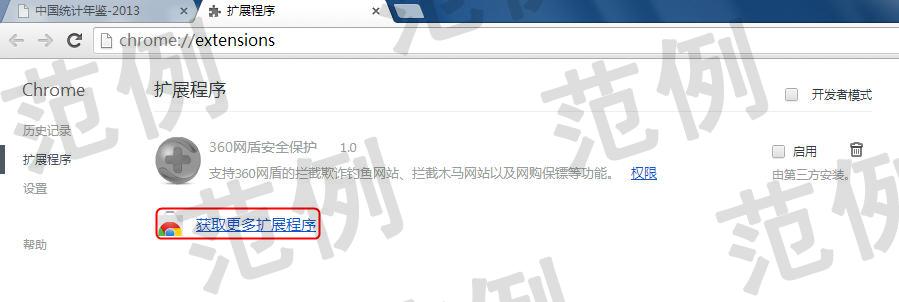 中国统计年鉴-2013
扩展程序
chrome://extensions
Chrome
扩展程序
开发者模式
历史记录
扩展程序
设置
帮助
360网盾安全保护 1.0
启用
支持360网盾的拦截欺诈钓鱼网站、拦截木马网站以及网购保镖等功能。 权限
由第三方安装。
获取更多扩展程序
范例
范例
范例
范例
范例
范例
范例